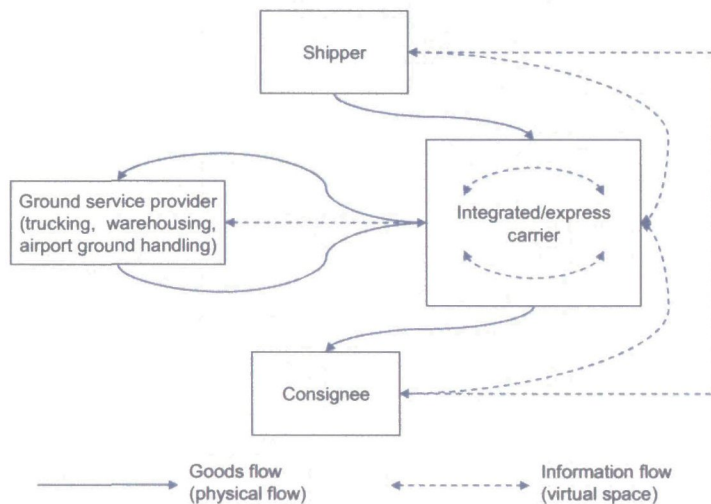 Shipper
Ground service provider
(trucking, warehousing,
airport ground handling)
Integrated/express
carrier
Consignee
Goods flow
(physical flow)
Information flow
(virtual space)